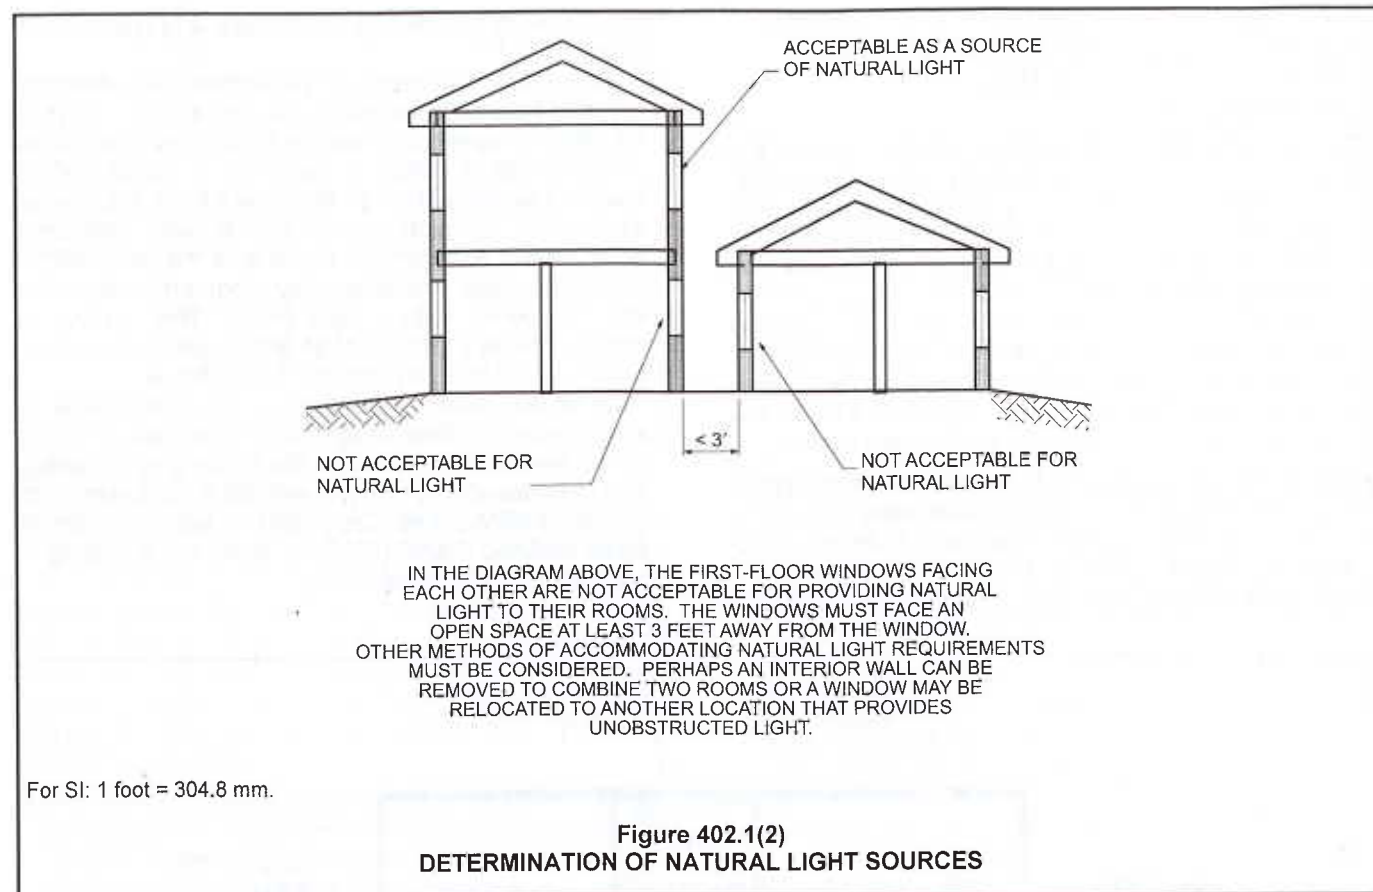 ACCEPTABLE AS A SOURCE
OF NATURAL LIGHT
< 3'
NOT ACCEPTABLE FOR
NATURAL LIGHT
NOT ACCEPTABLE FOR
NATURAL LIGHT
IN THE DIAGRAM ABOVE, THE FIRST-FLOOR WINDOWS FACING
EACH OTHER ARE NOT ACCEPTABLE FOR PROVIDING NATURAL
LIGHT TO THEIR ROOMS. THE WINDOWS MUST FACE AN
OPEN SPACE AT LEAST 3 FEET AWAY FROM THE WINDOW.
OTHER METHODS OF ACCOMMODATING NATURAL LIGHT REQUIREMENTS
MUST BE CONSIDERED. PERHAPS AN INTERIOR WALL CAN BE
REMOVED TO COMBINE TWO ROOMS OR A WINDOW MAY BE
RELOCATED TO ANOTHER LOCATION THAT PROVIDES
UNOBSTRUCTED LIGHT.
For SI: 1 foot = 304.8 mm.
Figure 402.1(2)
DETERMINATION OF NATURAL LIGHT SOURCES